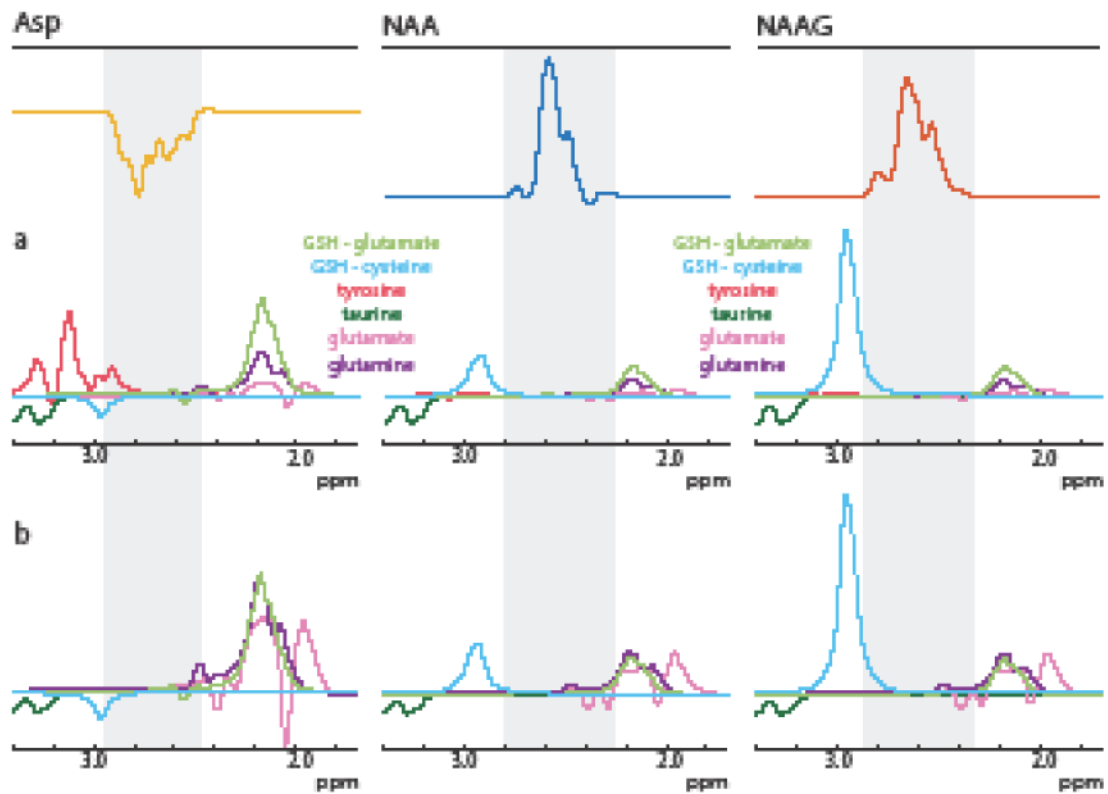 Asp NAA NAAG
a
GSH - glutamate GSH - glutamate
GSH - cysteine GSH - cysteine
tyrosine tyrosine
taurine taurine
glutamate glutamate
glutamine glutamine
3.0 2.0 3.0 2.0 3.0 2.0
ppm ppm ppm
b
3.0 2.0 3.0 2.0 3.0 2.0
ppm ppm ppm